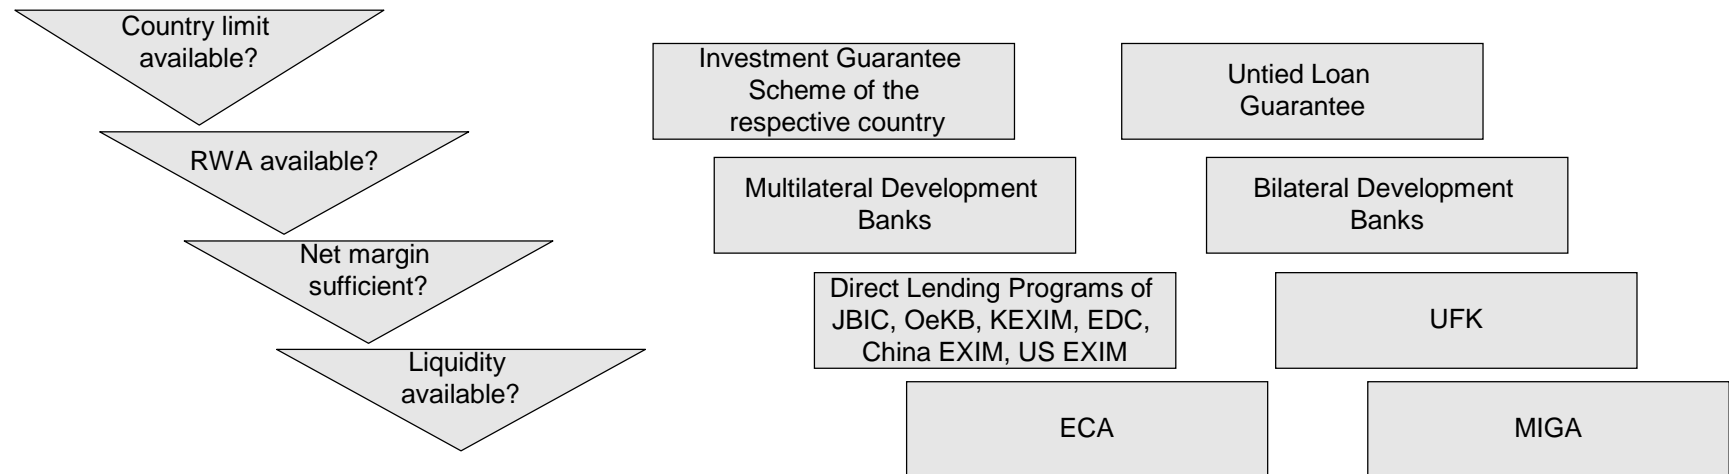 Country limit
available?
RWA available?
Net margin
sufficient?
Liquidity
available?
Investment Guarantee
Scheme of the
respective country
Untied Loan
Guarantee
Multilateral Development
Banks
Bilateral Development
Banks
Direct Lending Programs of
JBIC, OeKB, KEXIM, EDC,
China EXIM, US EXIM
UFK
ECA
MIGA